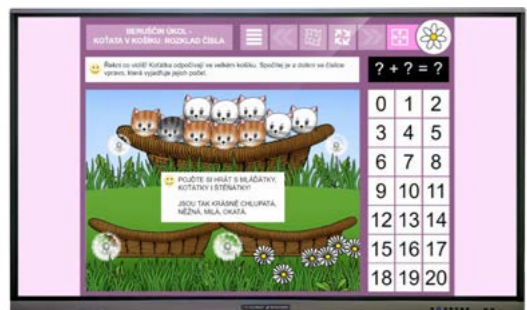 BERUŠČIN ÚKOL -
KOŤATA V KOŠÍKU: ROZKLAD ČÍSLA
Řekni co vidíš! Koťátka odpočívají ve velkém košíku. Spočítej je a dotkni se číslice
vpravo, která vyjadřuje jejich počet.
? + ? = ?
0 1 2
3 4 5
6 7 8
9 10 11
12 13 14
15 16 17
18 19 20
POJĎTE SI HRÁT S MLÁĎÁTKY,
KOŤÁTKY I ŠTĚŇÁTKY!
JSOU TAK KRÁSNĚ CHLUPATÁ,
NĚŽNÁ, MILÁ, OKATÁ.